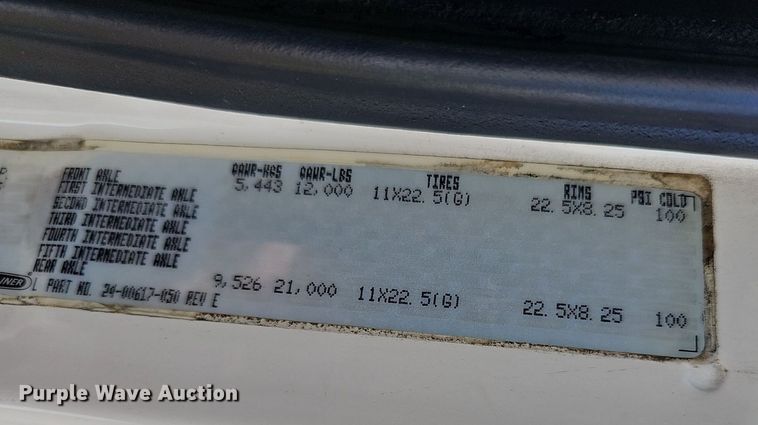 GAWR-KGS GAWR-LBS TIRES RIMS PSI COLD
FRONT AXLE 5,443 12,000 11X22.5(G) 22.5X8.25 100
FIRST INTERMEDIATE AXLE
SECOND INTERMEDIATE AXLE
THIRD INTERMEDIATE AXLE
FOURTH INTERMEDIATE AXLE
FIFTH INTERMEDIATE AXLE
REAR AXLE 9,526 21,000 11X22.5(G) 22.5X8.25 100
INER L PART NO. 24-00617-050 REV E
Purple Wave Auction